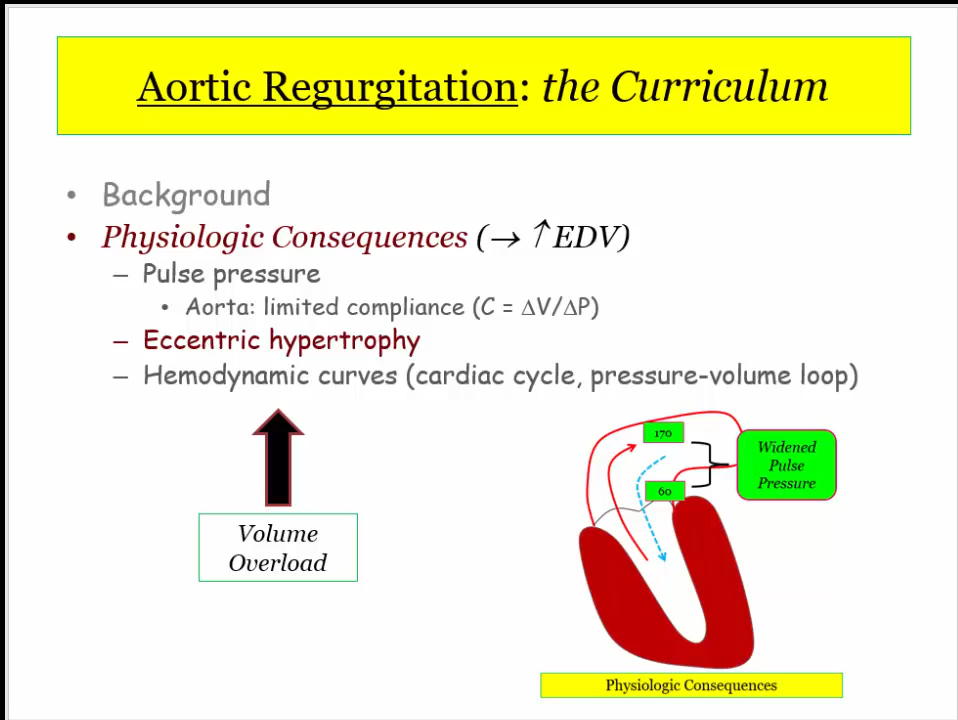 Aortic Regurgitation: the Curriculum
• Background
• Physiologic Consequences (→ ↑EDV)
– Pulse pressure
• Aorta: limited compliance (C = ΔV/ΔP)
– Eccentric hypertrophy
– Hemodynamic curves (cardiac cycle, pressure-volume loop)
Volume
Overload
170
60
Widened
Pulse
Pressure
Physiologic Consequences